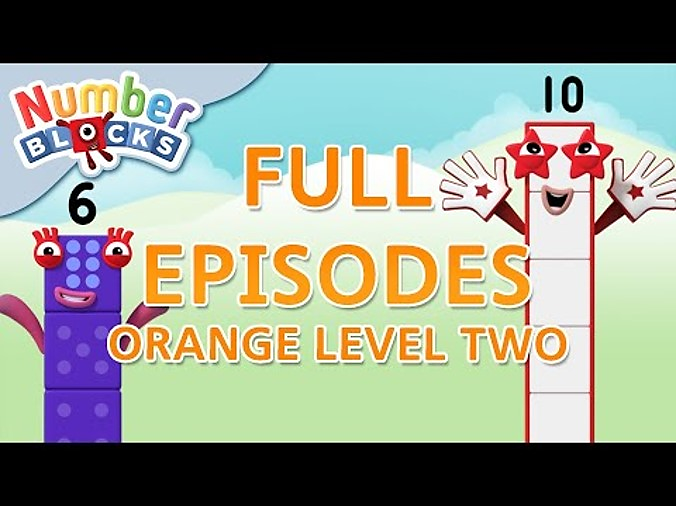 Number
BLOCKS
10
6
FULL
EPISODES
ORANGE LEVEL TWO